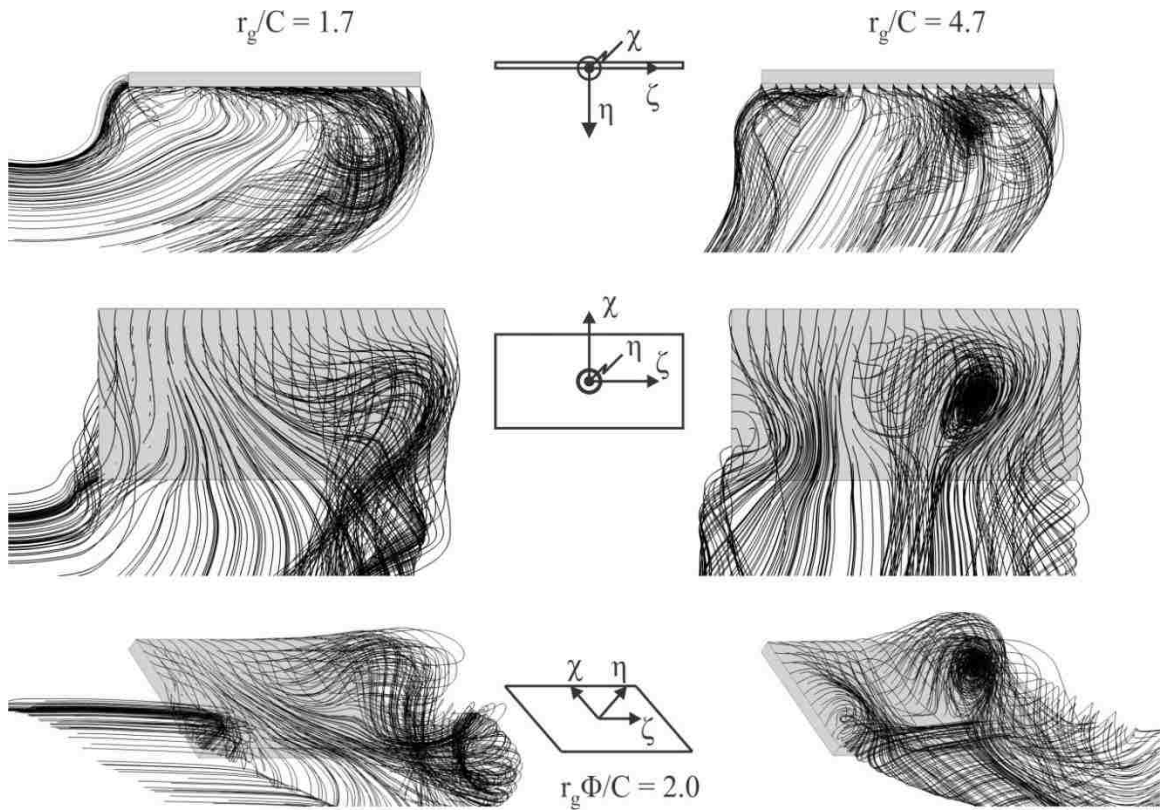 r_g/C = 1.7
r_g/C = 4.7
χ
ζ
η
χ
η
ζ
χ
η
ζ
r_gΦ/C = 2.0